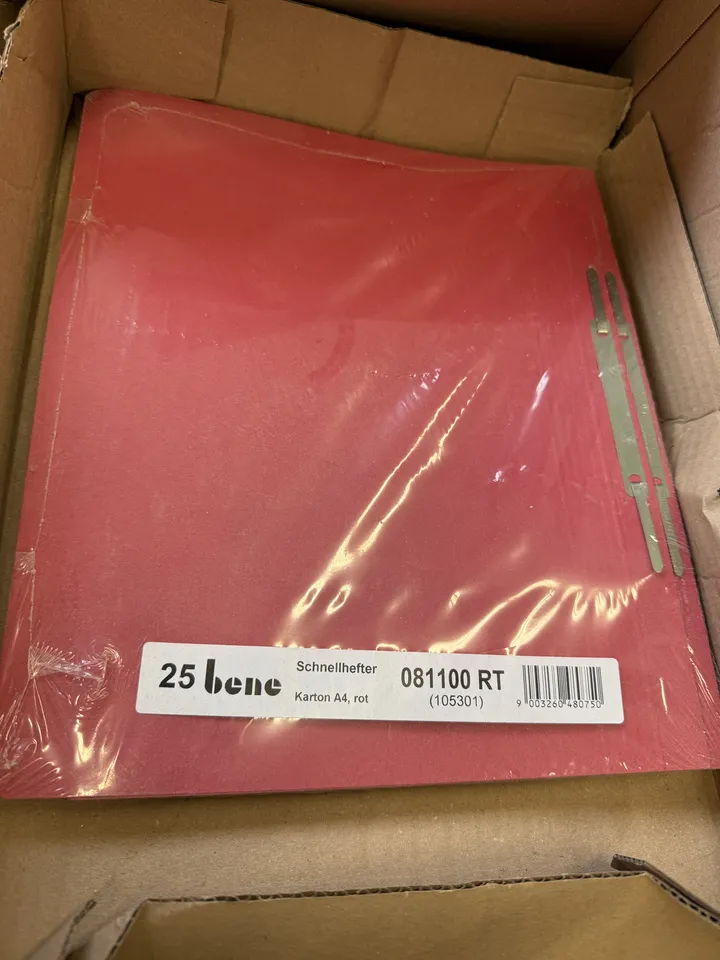 25 bene
Schnellhefter
Karton A4, rot
081100 RT
(105301)
9 003260 480750